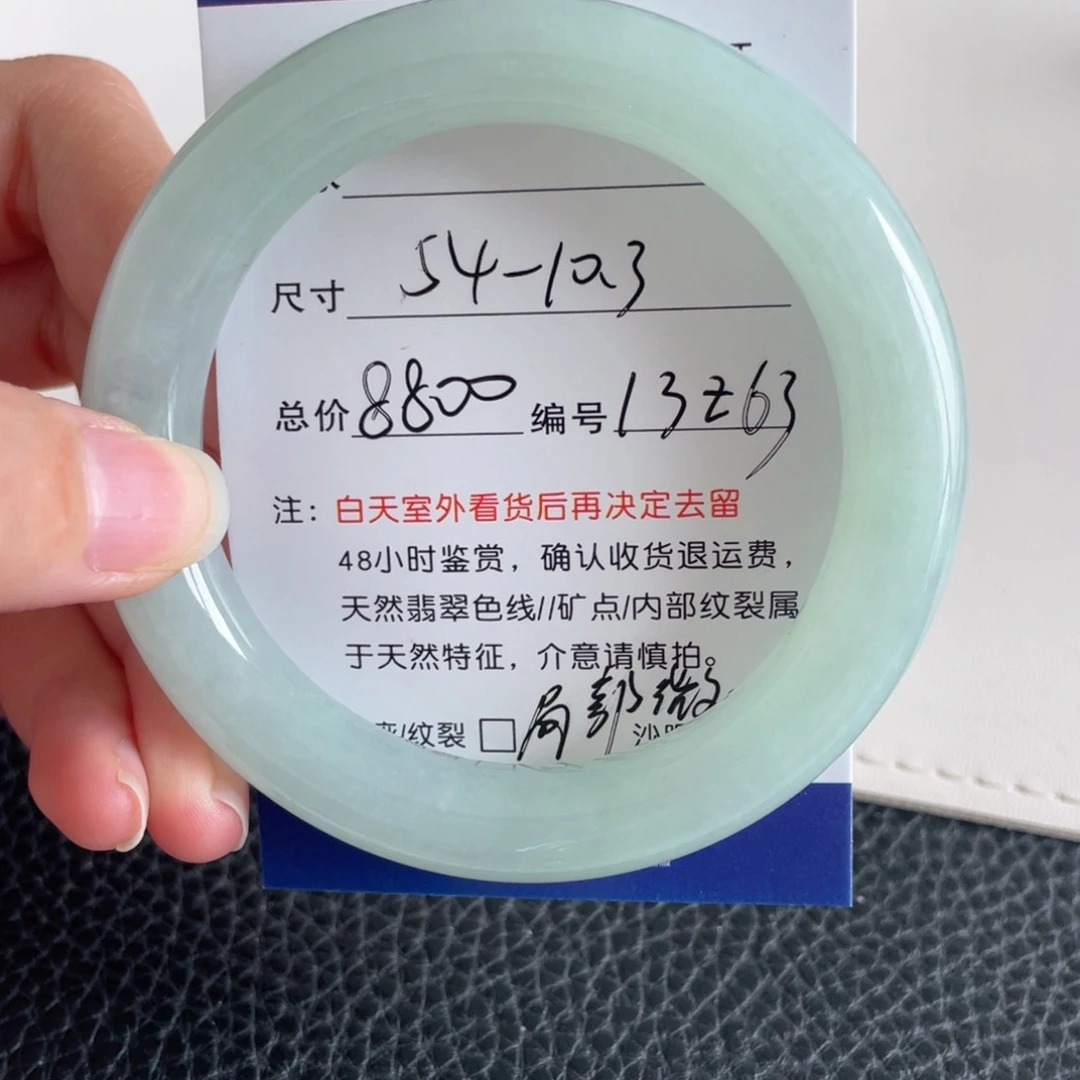 尺寸 54-10.3
总价 8800 编号 13Z63
注：白天室外看货后再决定去留
48小时鉴赏，确认收货退运费，
天然翡翠色线//矿点/内部纹裂属
于天然特征，介意请慎拍。
/纹裂 □ 局部微